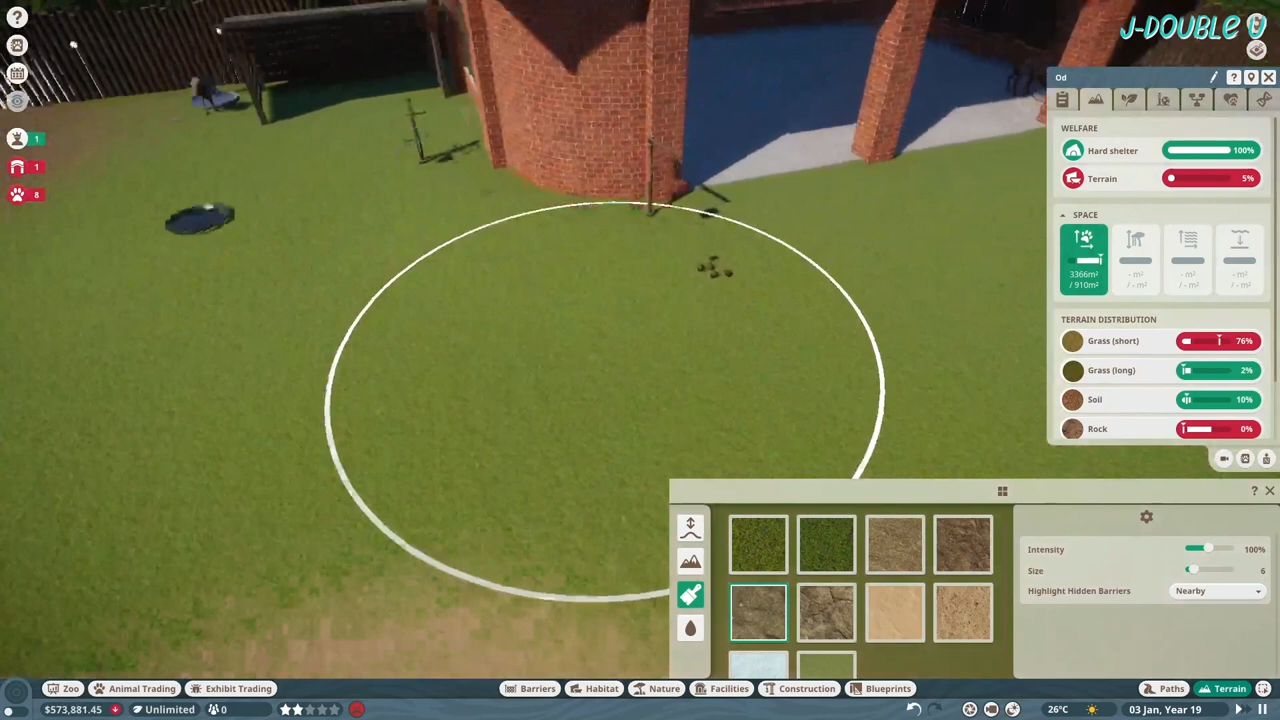 J-DOUBLE U
?
Od
?
WELFARE
1
Hard shelter 100%
1
Terrain 5%
8
SPACE
3366m²
/ 910m²
- m²
/ - m²
- m²
/ - m²
- m²
/ - m²
TERRAIN DISTRIBUTION
Grass (short) 76%
Grass (long) 2%
Soil 10%
Rock 0%
?
Intensity 100%
Size 6
Highlight Hidden Barriers Nearby
Zoo Animal Trading Exhibit Trading Barriers Habitat Nature Facilities Construction Blueprints Paths Terrain
$573,881.45 Unlimited 0 26°C 03 Jan, Year 19